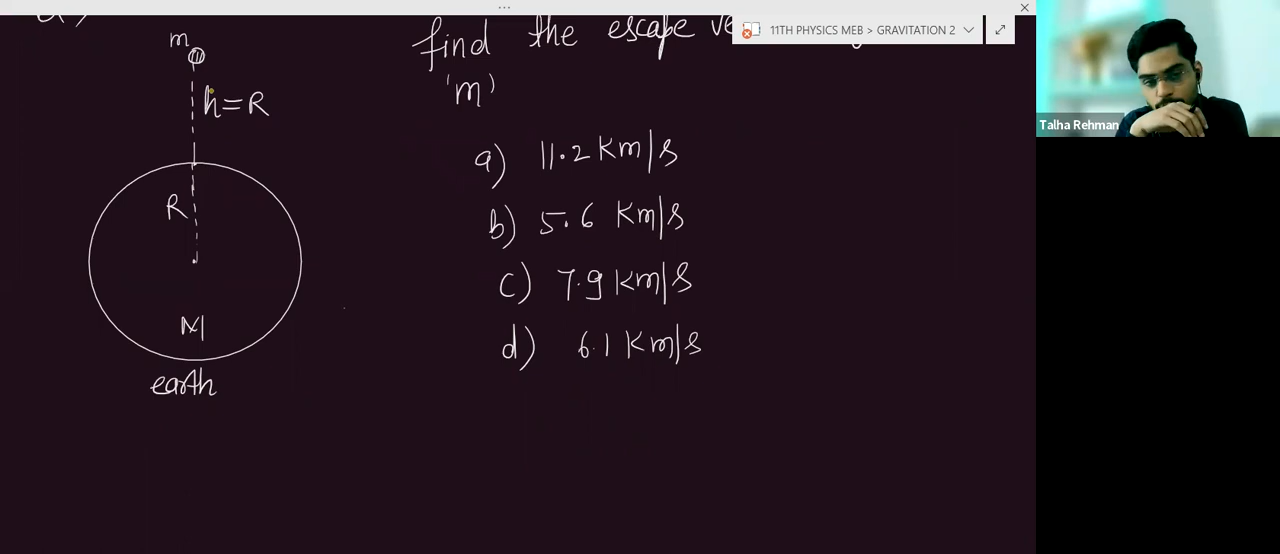 find the escape
'm'
m
h=R
R
M
earth
a) 11.2 Km/s
b) 5.6 Km/s
c) 7.9 Km/s
d) 6.1 Km/s
11TH PHYSICS MEB > GRAVITATION 2
Talha Rehman